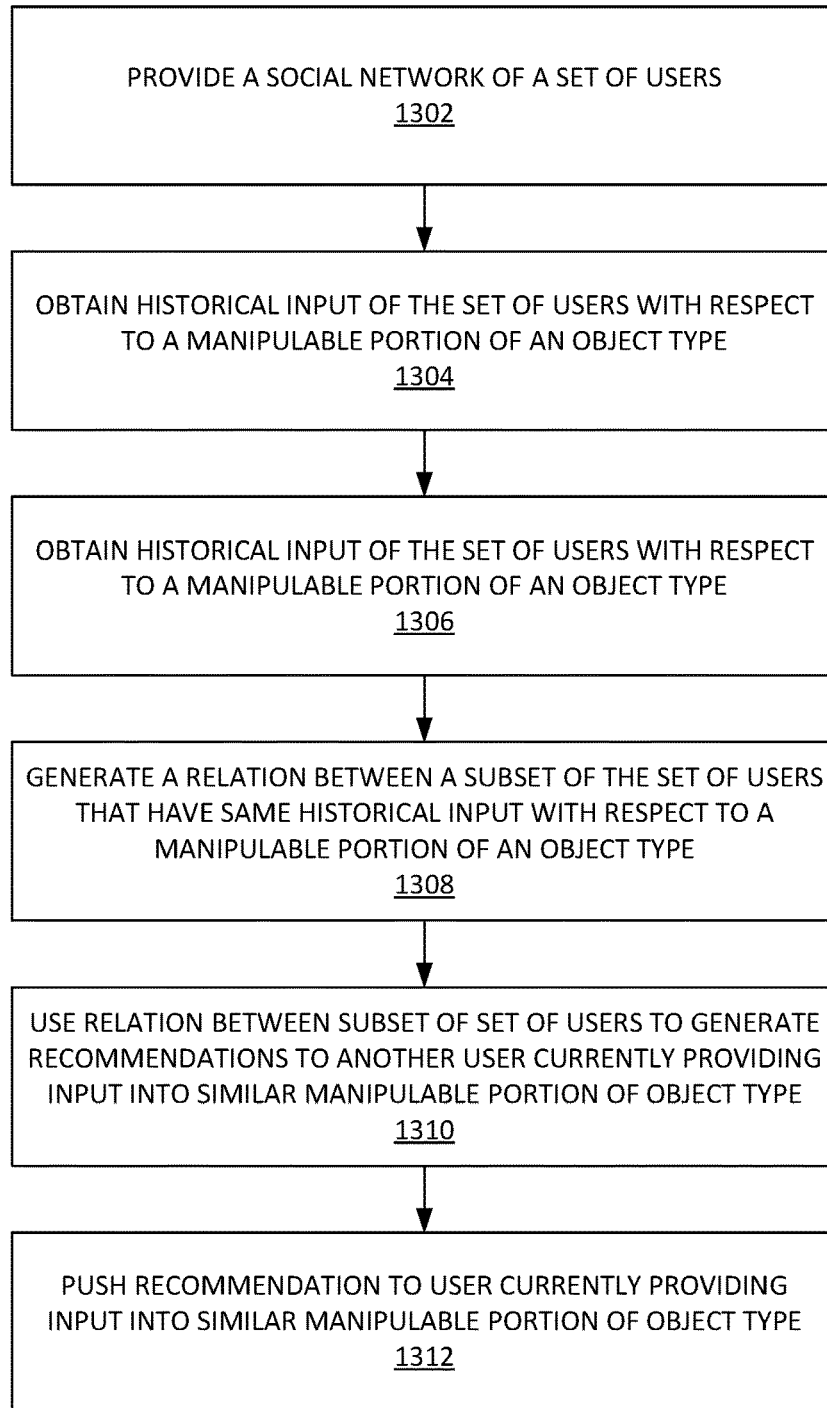 PROVIDE A SOCIAL NETWORK OF A SET OF USERS
1302
OBTAIN HISTORICAL INPUT OF THE SET OF USERS WITH RESPECT
TO A MANIPULABLE PORTION OF AN OBJECT TYPE
1304
OBTAIN HISTORICAL INPUT OF THE SET OF USERS WITH RESPECT
TO A MANIPULABLE PORTION OF AN OBJECT TYPE
1306
GENERATE A RELATION BETWEEN A SUBSET OF THE SET OF USERS
THAT HAVE SAME HISTORICAL INPUT WITH RESPECT TO A
MANIPULABLE PORTION OF AN OBJECT TYPE
1308
USE RELATION BETWEEN SUBSET OF SET OF USERS TO GENERATE
RECOMMENDATIONS TO ANOTHER USER CURRENTLY PROVIDING
INPUT INTO SIMILAR MANIPULABLE PORTION OF OBJECT TYPE
1310
PUSH RECOMMENDATION TO USER CURRENTLY PROVIDING
INPUT INTO SIMILAR MANIPULABLE PORTION OF OBJECT TYPE
1312